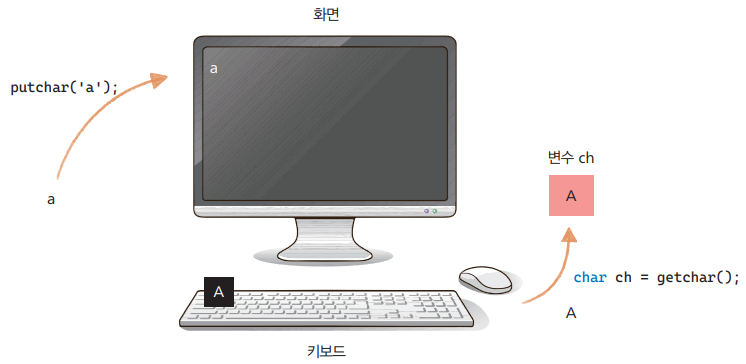 화면
putchar('a');
a
a
변수 ch
A
char ch = getchar();
A
A
키보드